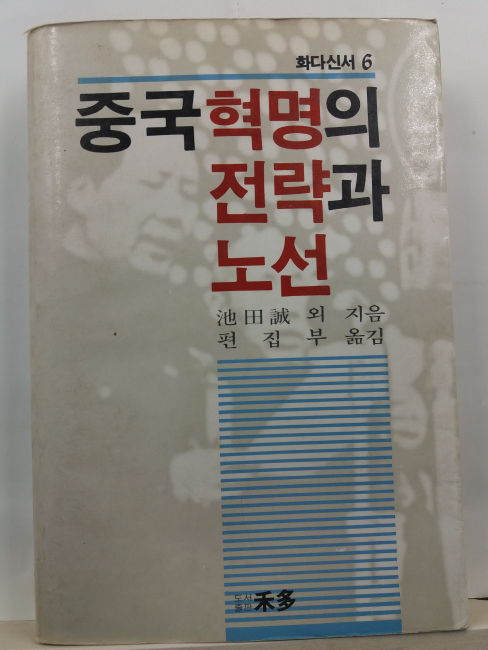 화다신서 6
중국혁명의
전략과
노선
池田誠 외 지음
편집부 옮김
도서
출판 禾多